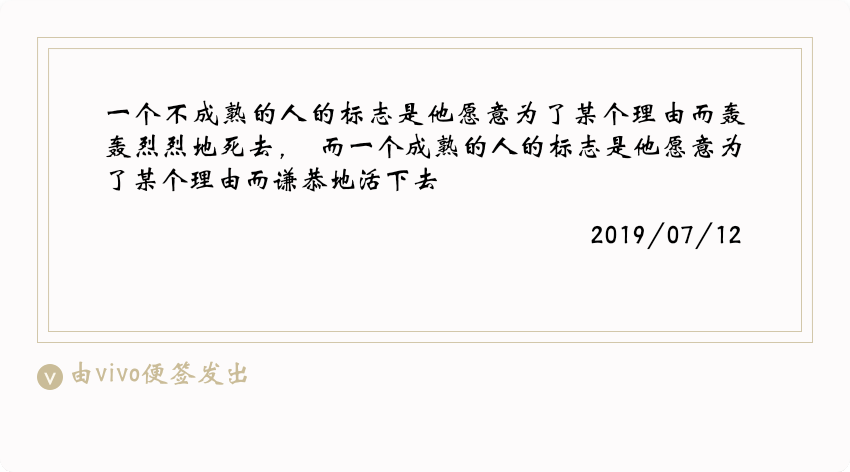 一个不成熟的人的标志是他愿意为了某个理由而轰
轰烈烈地死去， 而一个成熟的人的标志是他愿意为
了某个理由而谦恭地活下去
2019/07/12
由vivo便签发出